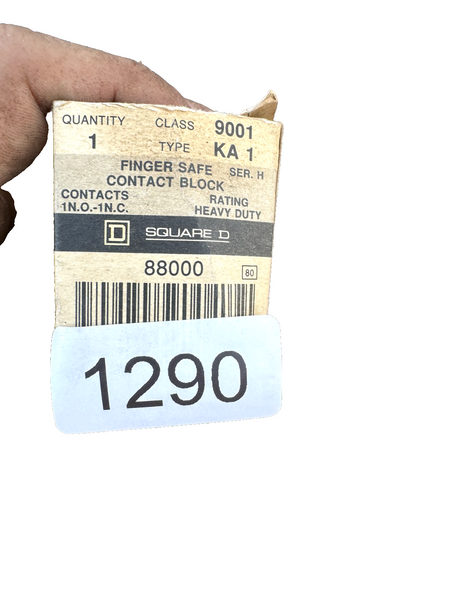 QUANTITY CLASS 9001
1 TYPE KA 1
FINGER SAFE SER. H
CONTACT BLOCK
CONTACTS RATING
1N.O.-1N.C. HEAVY DUTY
D SQUARE D
88000 80
1290